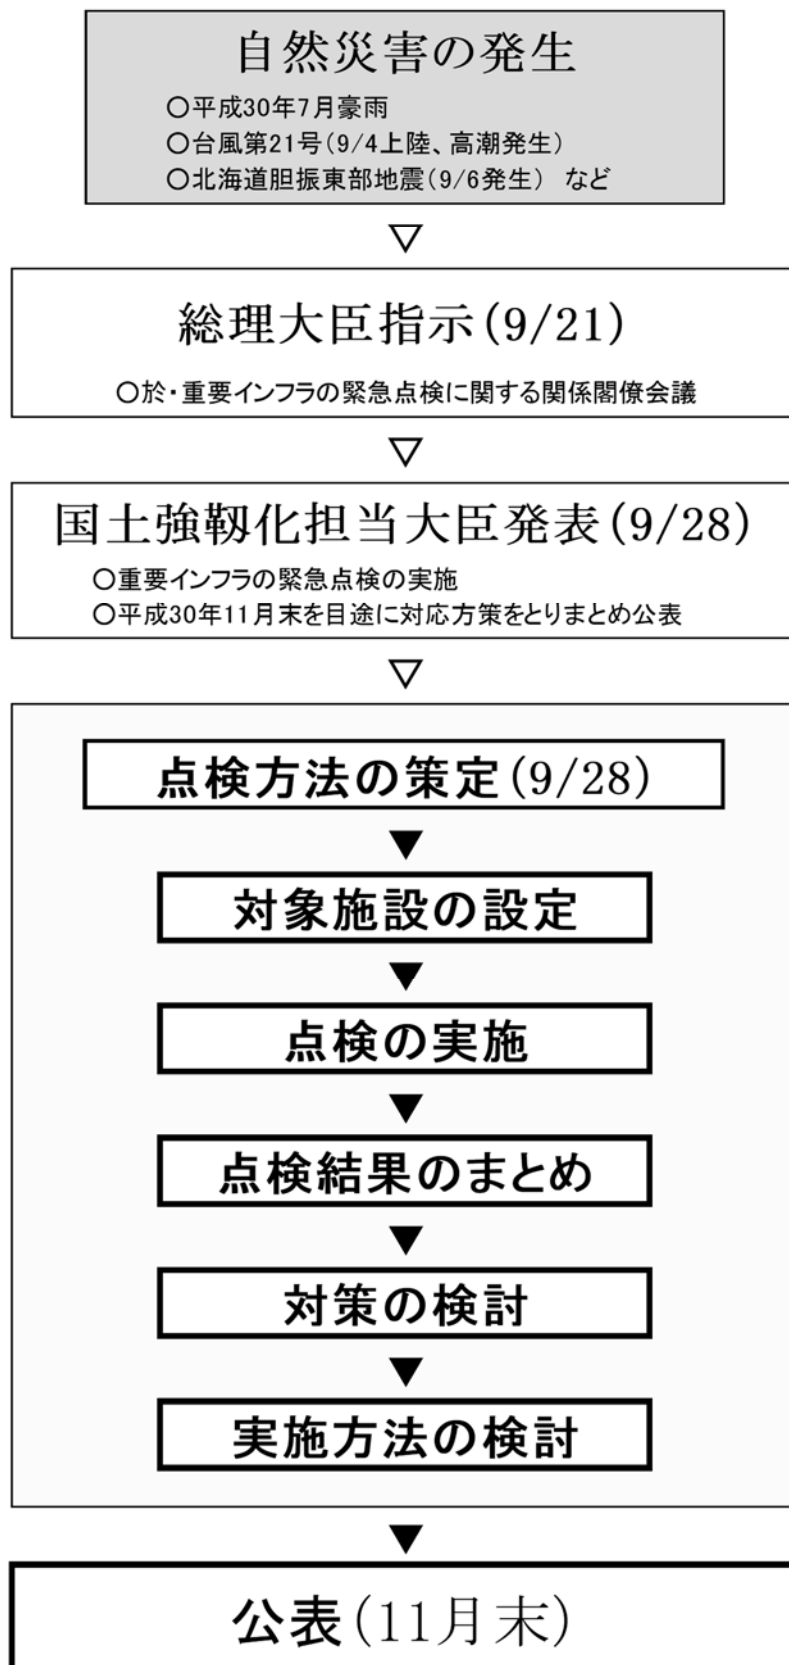 自然災害の発生
○平成30年7月豪雨
○台風第21号(9/4上陸、高潮発生)
○北海道胆振東部地震(9/6発生)　など
▽
総理大臣指示(9/21)
○於・重要インフラの緊急点検に関する関係閣僚会議
▽
国土強靱化担当大臣発表(9/28)
○重要インフラの緊急点検の実施
○平成30年11月末を目途に対応方策をとりまとめ公表
▽
点検方法の策定(9/28)
▼
対象施設の設定
▼
点検の実施
▼
点検結果のまとめ
▼
対策の検討
▼
実施方法の検討
▼
公表(11月末)